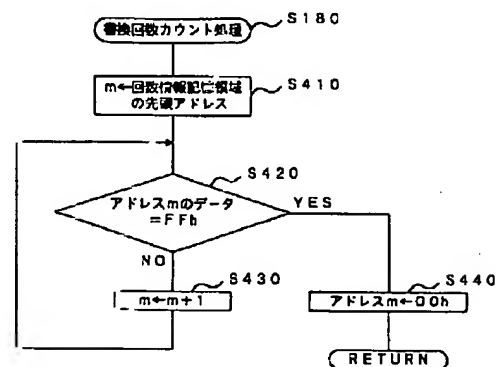 書換回数カウント処理
S180
m←回数情報記憶領域
の先頭アドレス
S410
S420
アドレスmのデータ
=FFh
YES
NO
S430
m←m+1
S440
アドレスm←00h
RETURN